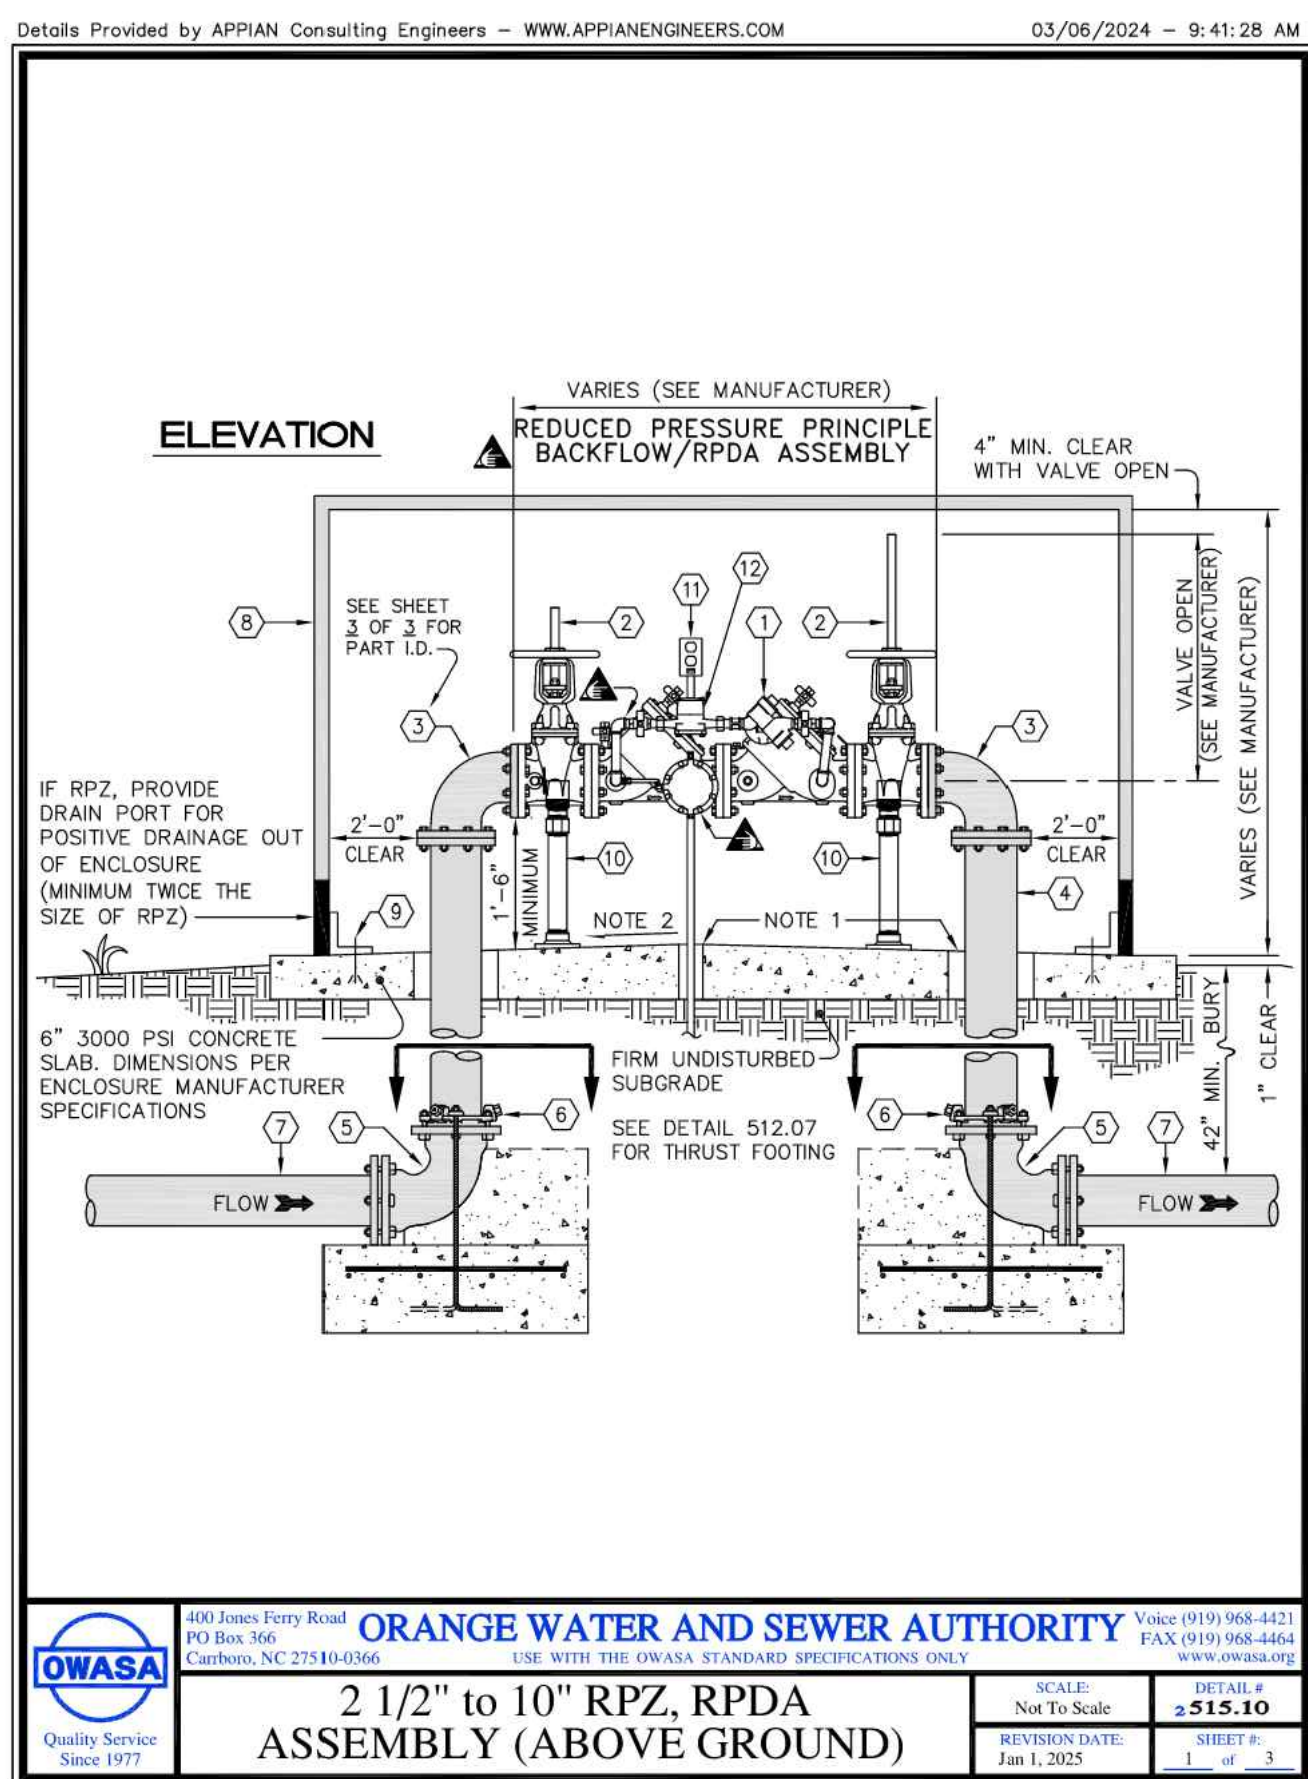 Details Provided by APPIAN Consulting Engineers – WWW.APPIANENGINEERS.COM
03/06/2024 – 9:41:28 AM
VARIES (SEE MANUFACTURER)
ELEVATION
REDUCED PRESSURE PRINCIPLE
BACKFLOW/RPDA ASSEMBLY
4" MIN. CLEAR
WITH VALVE OPEN
VALVE OPEN
(SEE MANUFACTURER)
VARIES (SEE MANUFACTURER)
8
SEE SHEET
3 OF 3 FOR
PART I.D.
2
11
12
1
2
3
3
IF RPZ, PROVIDE
DRAIN PORT FOR
POSITIVE DRAINAGE OUT
OF ENCLOSURE
(MINIMUM TWICE THE
SIZE OF RPZ)
2'-0"
CLEAR
1'-6"
MINIMUM
10
10
2'-0"
CLEAR
4
9
NOTE 2
NOTE 1
6" 3000 PSI CONCRETE
SLAB. DIMENSIONS PER
ENCLOSURE MANUFACTURER
SPECIFICATIONS
FIRM UNDISTURBED
SUBGRADE
42" MIN. BURY
1" CLEAR
SEE DETAIL 512.07
FOR THRUST FOOTING
7
5
6
6
5
7
FLOW
FLOW
OWASA
Quality Service
Since 1977
400 Jones Ferry Road
PO Box 366
Carrboro, NC 27510-0366
ORANGE WATER AND SEWER AUTHORITY
USE WITH THE OWASA STANDARD SPECIFICATIONS ONLY
Voice (919) 968-4421
FAX (919) 968-4464
www.owasa.org
2 1/2" to 10" RPZ, RPDA
ASSEMBLY (ABOVE GROUND)
SCALE:
Not To Scale
DETAIL #
2 515.10
REVISION DATE:
Jan 1, 2025
SHEET #:
1 of 3